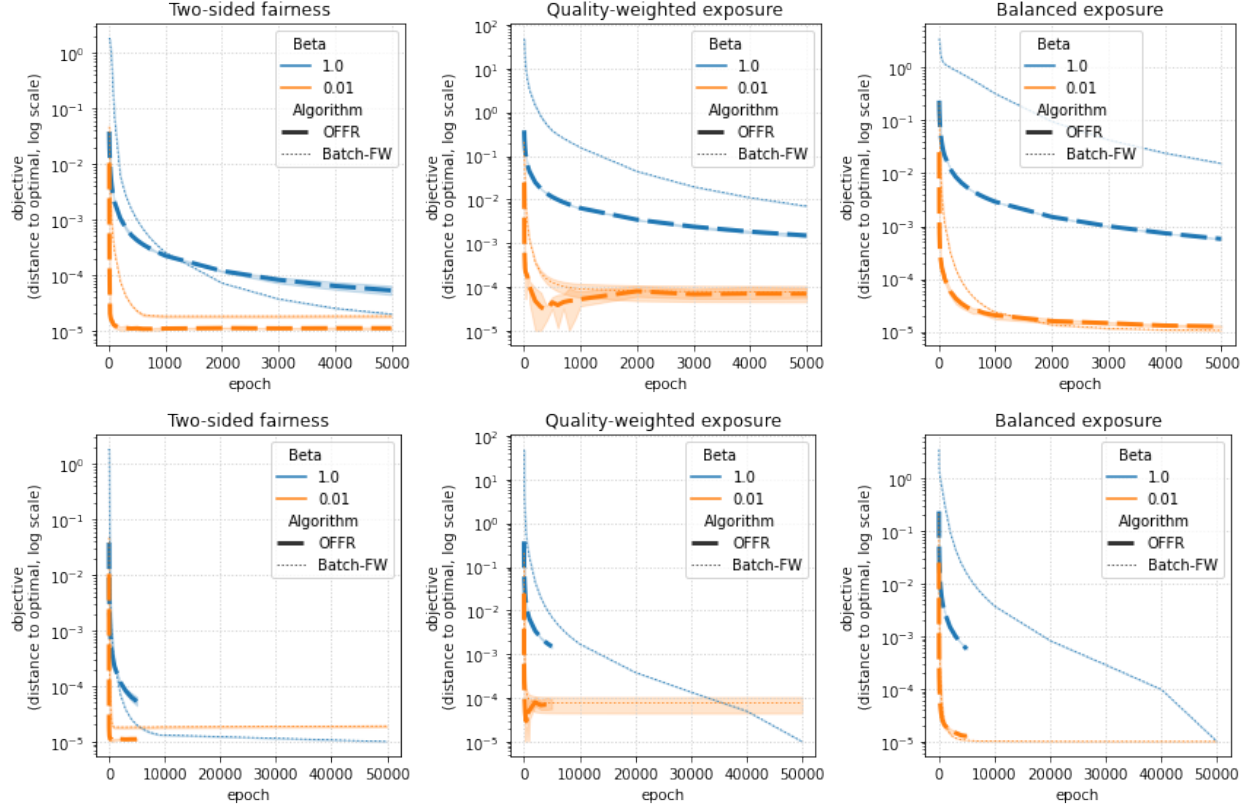 Two-sided fairness
objective
(distance to optimal, log scale)
10^0
10^-1
10^-2
10^-3
10^-4
10^-5
0 1000 2000 3000 4000 5000
epoch
Beta
1.0
0.01
Algorithm
OFFR
Batch-FW
Quality-weighted exposure
objective
(distance to optimal, log scale)
10^2
10^1
10^0
10^-1
10^-2
10^-3
10^-4
10^-5
0 1000 2000 3000 4000 5000
epoch
Beta
1.0
0.01
Algorithm
OFFR
Batch-FW
Balanced exposure
objective
(distance to optimal, log scale)
10^0
10^-1
10^-2
10^-3
10^-4
10^-5
0 1000 2000 3000 4000 5000
epoch
Beta
1.0
0.01
Algorithm
OFFR
Batch-FW
Two-sided fairness
objective
(distance to optimal, log scale)
10^0
10^-1
10^-2
10^-3
10^-4
10^-5
0 10000 20000 30000 40000 50000
epoch
Beta
1.0
0.01
Algorithm
OFFR
Batch-FW
Quality-weighted exposure
objective
(distance to optimal, log scale)
10^2
10^1
10^0
10^-1
10^-2
10^-3
10^-4
10^-5
0 10000 20000 30000 40000 50000
epoch
Beta
1.0
0.01
Algorithm
OFFR
Batch-FW
Balanced exposure
objective
(distance to optimal, log scale)
10^0
10^-1
10^-2
10^-3
10^-4
10^-5
0 10000 20000 30000 40000 50000
epoch
Beta
1.0
0.01
Algorithm
OFFR
Batch-FW